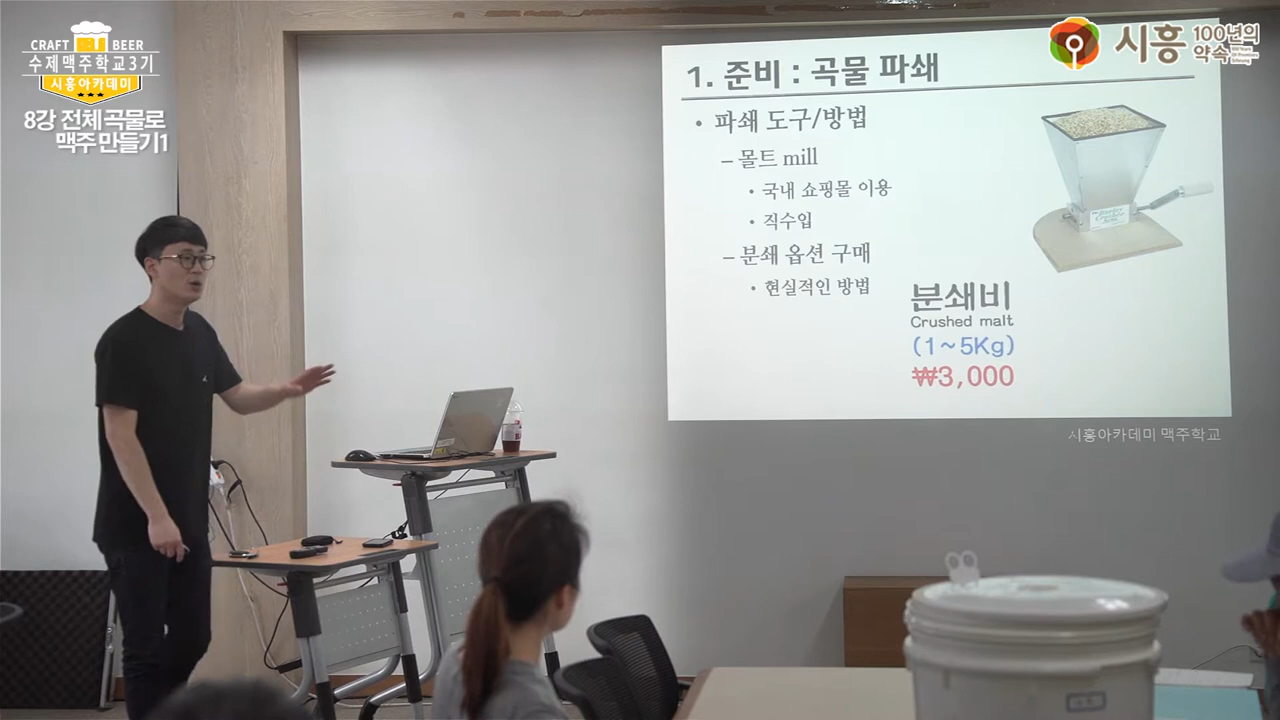 CRAFT BEER
수제맥주학교3기
시흥아카데미
8강 전체 곡물로
맥주 만들기1
시흥 100년의
약속
1. 준비 : 곡물 파쇄
• 파쇄 도구/방법
– 몰트 mill
• 국내 쇼핑몰 이용
• 직수입
– 분쇄 옵션 구매
• 현실적인 방법
분쇄비
Crushed malt
(1~5Kg)
₩3,000
시흥아카데미 맥주학교